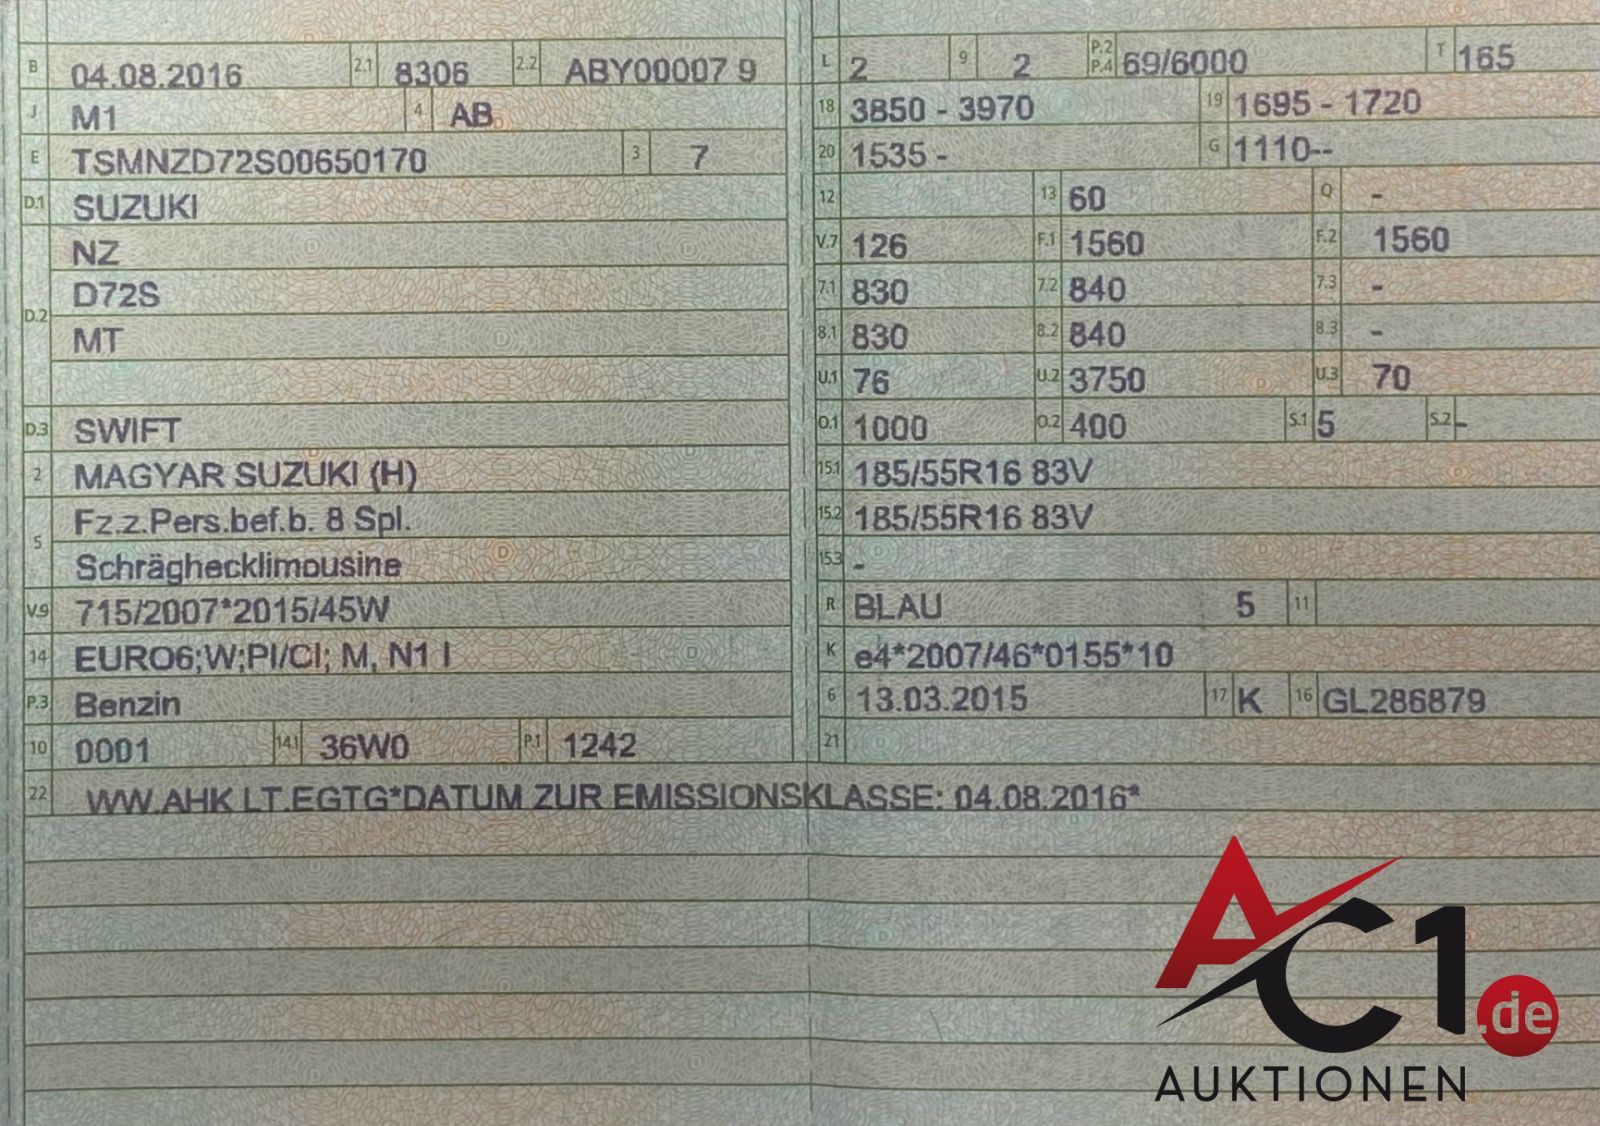 B 04.08.2016 2.1 8306 2.2 ABY00007 9
J M1 4 AB
E TSMNZD72S00650170 3 7
D.1 SUZUKI
D.2 NZ
D72S
MT
D.3 SWIFT
2 MAGYAR SUZUKI (H)
5 Fz.z.Pers.bef.b. 8 Spl.
Schräghecklimousine
V.9 715/2007*2015/45W
14 EURO6;W;PI/CI; M, N1 I
P.3 Benzin
10 0001 14.1 36W0 P.1 1242
L 2 9 2 P.2 P.4 69/6000 T 165
18 3850 - 3970 19 1695 - 1720
20 1535 - G 1110--
12 13 60 Q -
V.7 126 F.1 1560 F.2 1560
7.1 830 7.2 840 7.3 -
8.1 830 8.2 840 8.3 -
U.1 76 U.2 3750 U.3 70
O.1 1000 O.2 400 S.1 5 S.2 -
15.1 185/55R16 83V
15.2 185/55R16 83V
15.3 -
R BLAU 5 11
K e4*2007/46*0155*10
6 13.03.2015 17 K 16 GL286879
21
22 WW.AHK LT.EGTG*DATUM ZUR EMISSIONSKLASSE: 04.08.2016*
AC1.de
AUKTIONEN